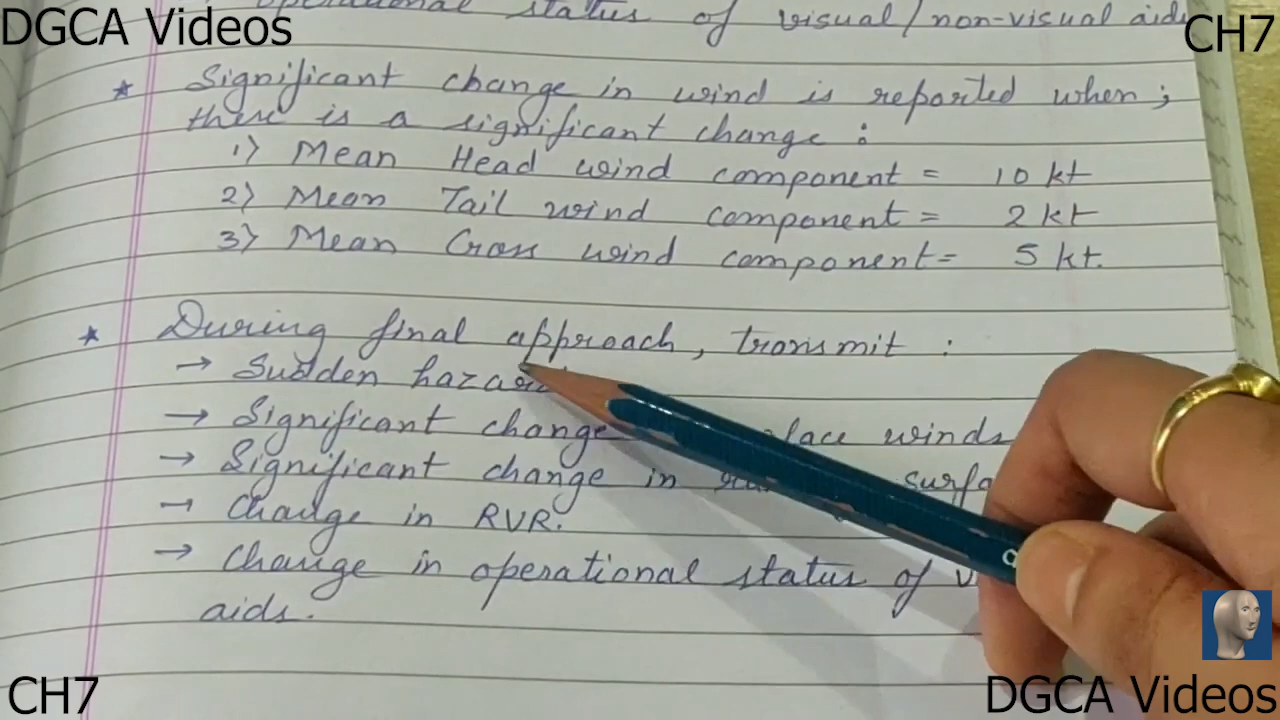 operational status of visual/non-visual aids
DGCA Videos
CH7
* Significant change in wind is reported when;
there is a significant change :
1) Mean Head wind component = 10 kt
2) Mean Tail wind component = 2 kt
3) Mean Cross wind component = 5 kt.
* During final approach, transmit :
→ Sudden hazard
→ Significant change winds
→ Significant change in
→ Change in RVR.
→ Change in operational status of
aids.
CH7
DGCA Videos